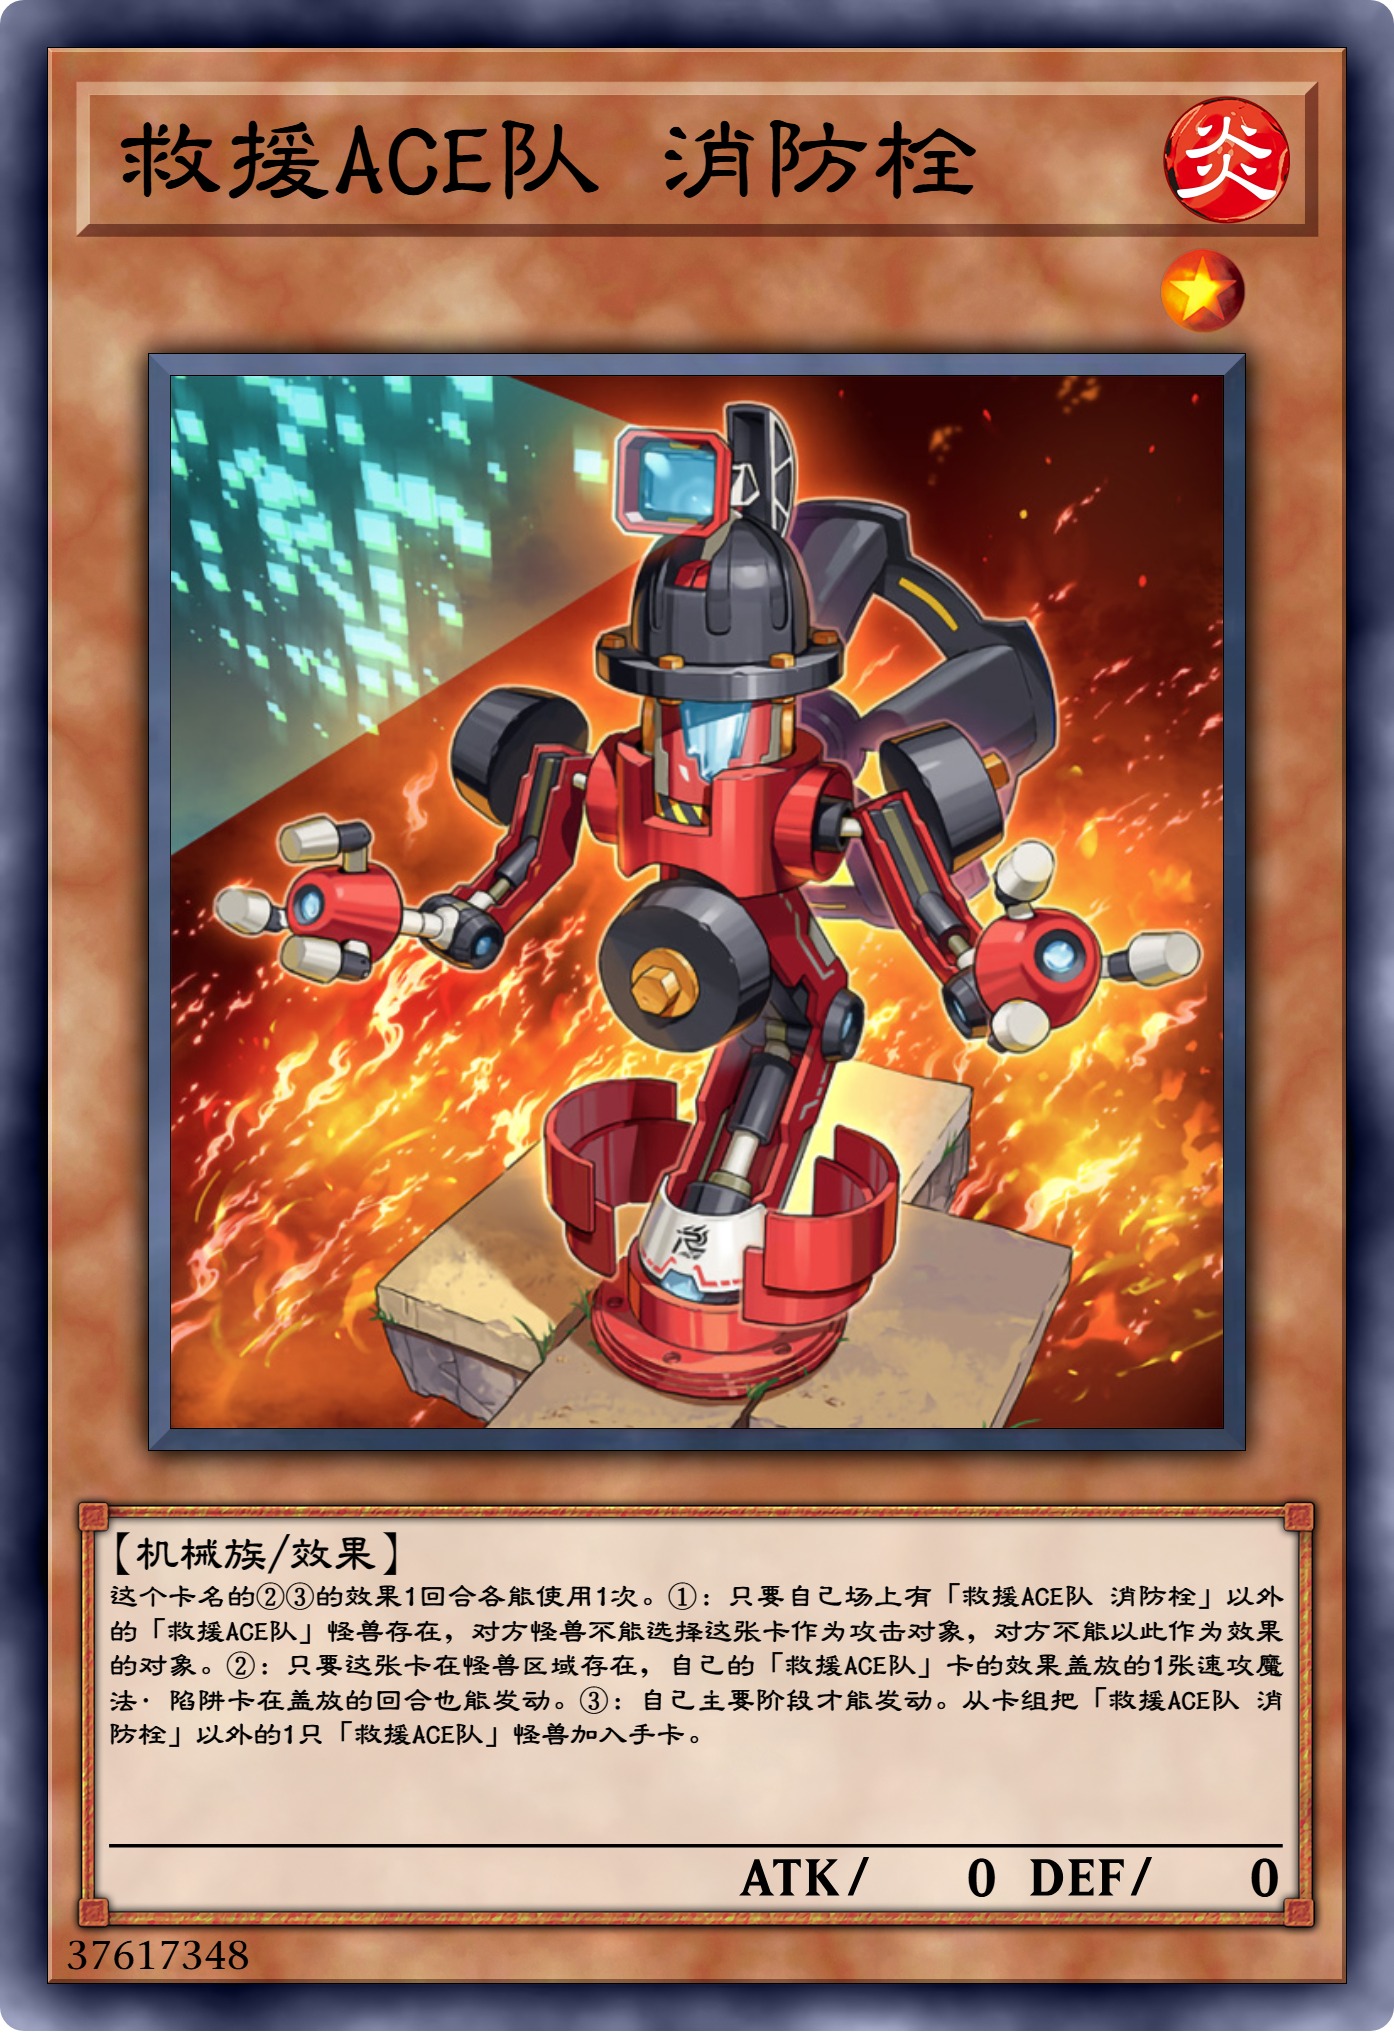 救援ACE队 消防栓
炎
【机械族/效果】
这个卡名的②③的效果1回合各能使用1次。①：只要自己场上有「救援ACE队 消防栓」以外
的「救援ACE队」怪兽存在，对方怪兽不能选择这张卡作为攻击对象，对方不能以此作为效果
的对象。②：只要这张卡在怪兽区域存在，自己的「救援ACE队」卡的效果盖放的1张速攻魔
法·陷阱卡在盖放的回合也能发动。③：自己主要阶段才能发动。从卡组把「救援ACE队 消
防栓」以外的1只「救援ACE队」怪兽加入手卡。
ATK/ 0 DEF/ 0
37617348